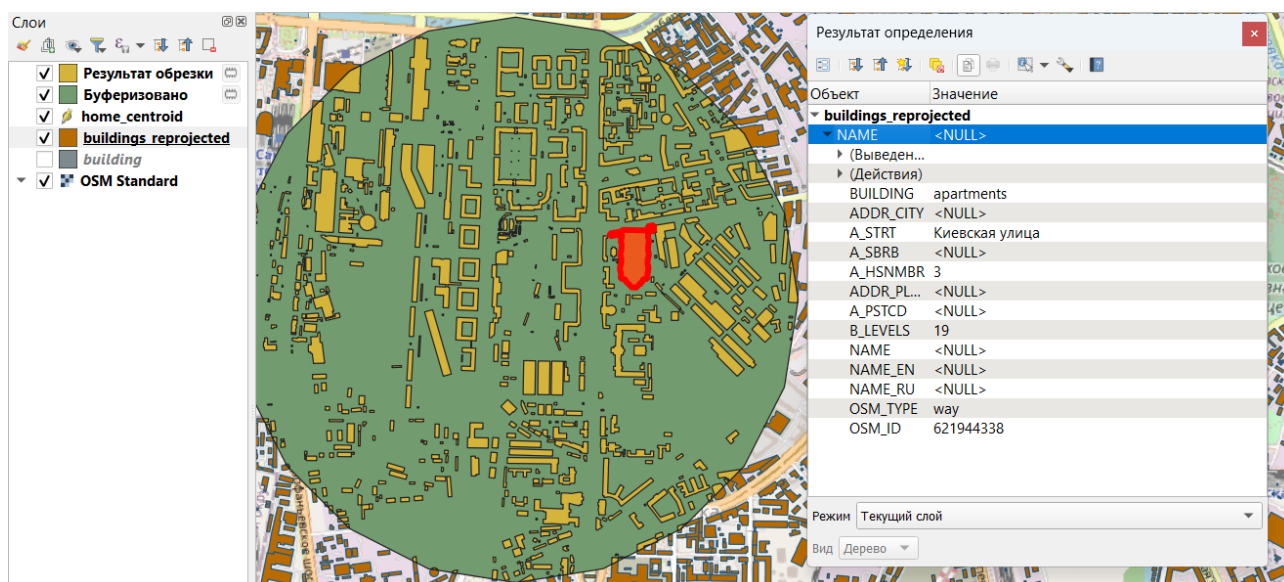 Слои
Результат обрезки
Буферизовано
home_centroid
buildings_reprojected
building
OSM Standard
Результат определения
Объект Значение
buildings_reprojected
NAME <NULL>
(Выведен...
(Действия)
BUILDING apartments
ADDR_CITY <NULL>
A_STRT Киевская улица
A_SBRB <NULL>
A_HSNMBR 3
ADDR_PL... <NULL>
A_PSTCD <NULL>
B_LEVELS 19
NAME <NULL>
NAME_EN <NULL>
NAME_RU <NULL>
OSM_TYPE way
OSM_ID 621944338
Режим Текущий слой
Вид Дерево